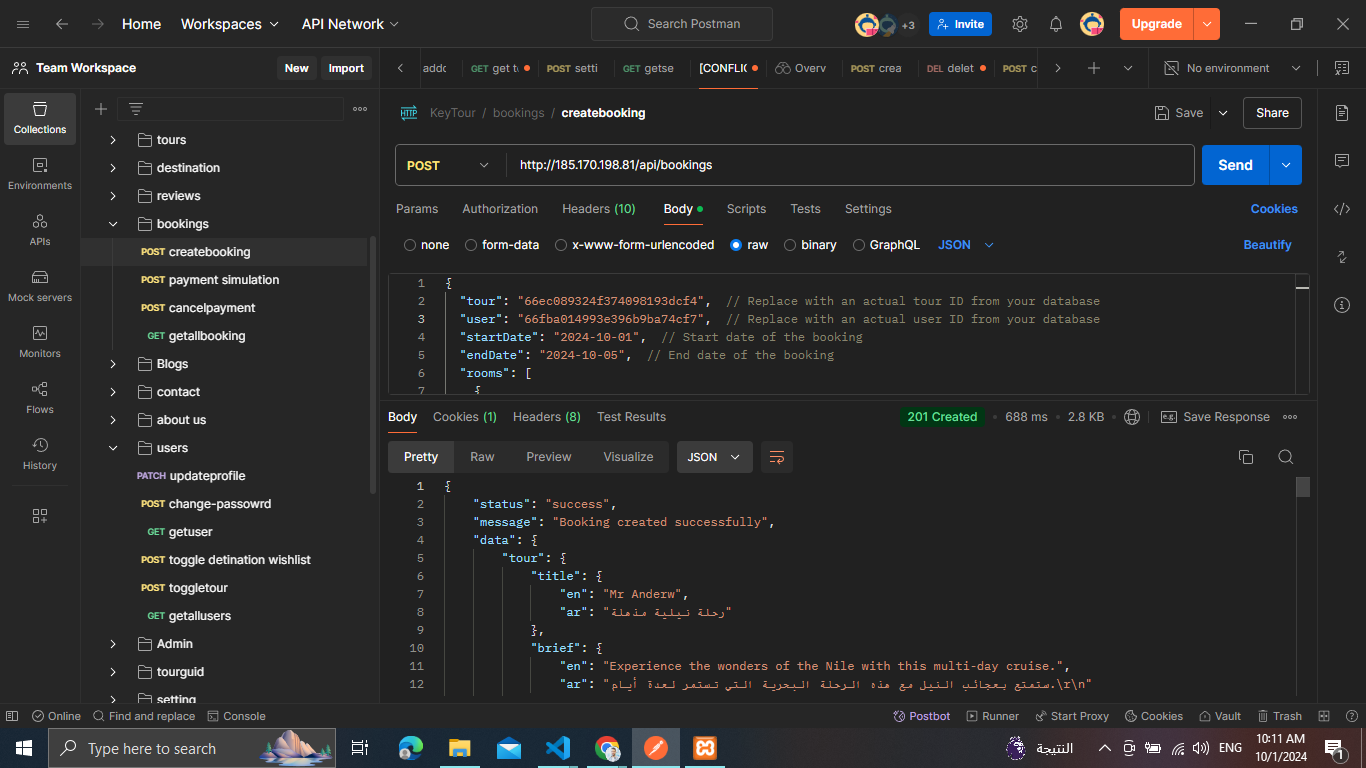 Home Workspaces API Network Search Postman +3 Invite Upgrade
Team Workspace New Import
GET get t POST setti GET getse [CONFLIC Overv POST crea DEL delet POST c No environment
Collections
Environments
APIs
Mock servers
Monitors
Flows
History
tours
destination
reviews
bookings
POST createbooking
POST payment simulation
POST cancelpayment
GET getallbooking
Blogs
contact
about us
users
PATCH updateprofile
POST change-passowrd
GET getuser
POST toggle detination wishlist
POST toggletour
GET getallusers
Admin
tourguid
setting
HTTP KeyTour / bookings / createbooking Save Share
POST http://185.170.198.81/api/bookings Send
Params Authorization Headers (10) Body Scripts Tests Settings Cookies
none form-data x-www-form-urlencoded raw binary GraphQL JSON Beautify
1 {
2 "tour": "66ec089324f374098193dcf4", // Replace with an actual tour ID from your database
3 "user": "66fba014993e396b9ba74cf7", // Replace with an actual user ID from your database
4 "startDate": "2024-10-01", // Start date of the booking
5 "endDate": "2024-10-05", // End date of the booking
6 "rooms": [
7 {
Body Cookies (1) Headers (8) Test Results 201 Created 688 ms 2.8 KB e.g. Save Response
Pretty Raw Preview Visualize JSON
1 {
2 "status": "success",
3 "message": "Booking created successfully",
4 "data": {
5 "tour": {
6 "title": {
7 "en": "Mr Anderw",
8 "ar": "رحلة نيلية مذهلة"
9 },
10 "brief": {
11 "en": "Experience the wonders of the Nile with this multi-day cruise.",
12 "ar": "ستمتع بعجائب النيل مع هذه الرحلة البحرية التي تستمر لعدة أيام.\r\n"
Online Find and replace Console Postbot Runner Start Proxy Cookies Vault Trash
Type here to search النتيجة ENG 10:11 AM
10/1/2024 1